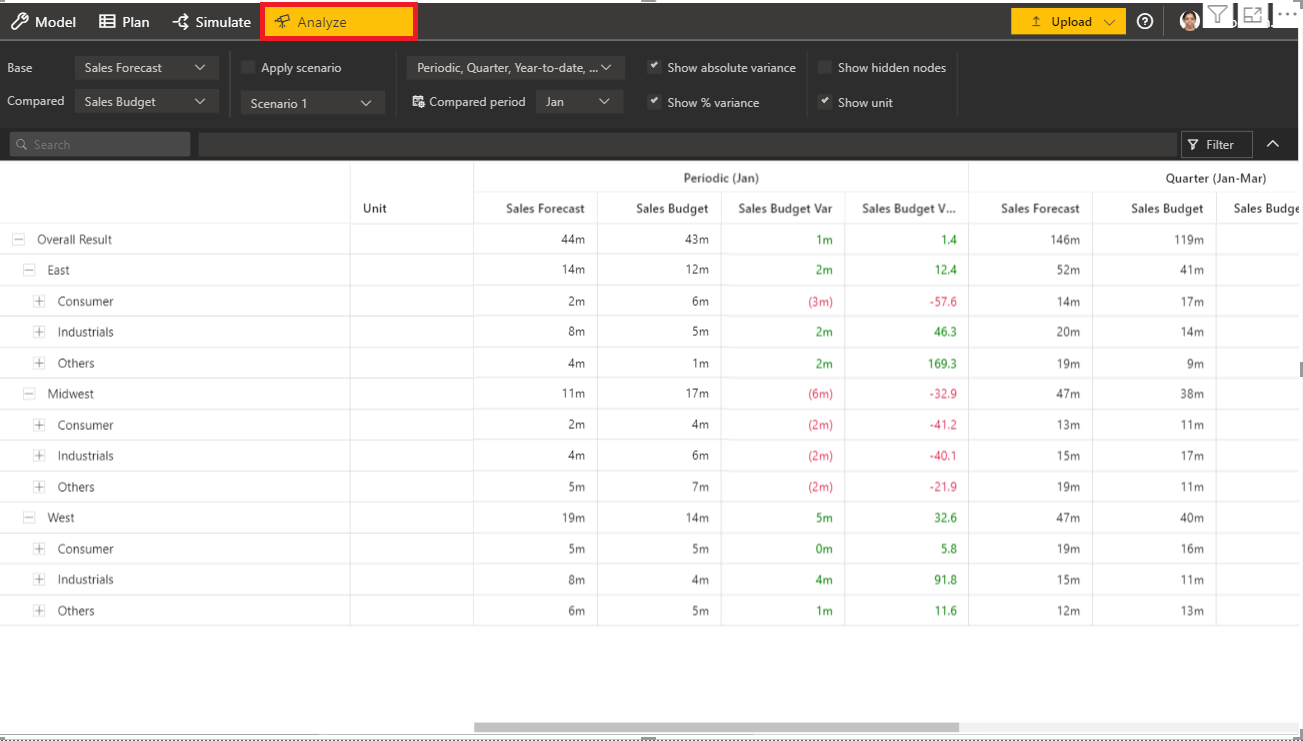 Model Plan Simulate Analyze Upload
Base Sales Forecast Apply scenario Periodic, Quarter, Year-to-date, ... Show absolute variance Show hidden nodes
Compared Sales Budget Scenario 1 Compared period Jan Show % variance Show unit
Search Filter
Periodic (Jan) Quarter (Jan-Mar)
Unit Sales Forecast Sales Budget Sales Budget Var Sales Budget V... Sales Forecast Sales Budget Sales Budge
Overall Result 44m 43m 1m 1.4 146m 119m
East 14m 12m 2m 12.4 52m 41m
Consumer 2m 6m (3m) -57.6 14m 17m
Industrials 8m 5m 2m 46.3 20m 14m
Others 4m 1m 2m 169.3 19m 9m
Midwest 11m 17m (6m) -32.9 47m 38m
Consumer 2m 4m (2m) -41.2 13m 11m
Industrials 4m 6m (2m) -40.1 15m 17m
Others 5m 7m (2m) -21.9 19m 11m
West 19m 14m 5m 32.6 47m 40m
Consumer 5m 5m 0m 5.8 19m 16m
Industrials 8m 4m 4m 91.8 15m 11m
Others 6m 5m 1m 11.6 12m 13m